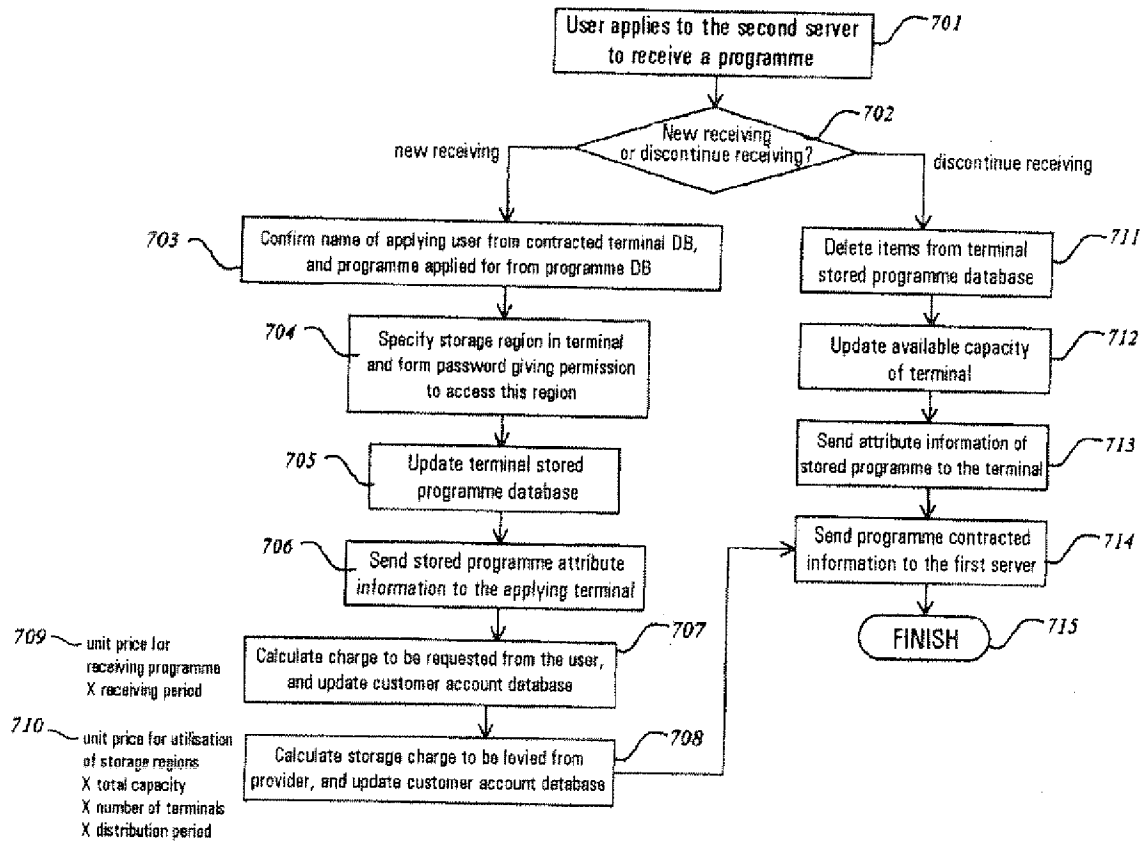 User applies to the second server
to receive a programme
701
New receiving
or discontinue receiving?
702
new receiving
discontinue receiving
703
Confirm name of applying user from contracted terminal DB,
and programme applied for from programme DB
Delete items from terminal
stored programme database
711
704
Specify storage region in terminal
and form password giving permission
to access this region
Update available capacity
of terminal
712
705
Update terminal stored
programme database
Send attribute information of
stored programme to the terminal
713
706
Send stored programme attribute
information to the applying terminal
Send programme contracted
information to the first server
714
709
unit price for
receiving programme
X receiving period
Calculate charge to be requested from the user,
and update customer account database
707
FINISH
715
710
unit price for utilisation
of storage regions
X total capacity
X number of terminals
X distribution period
Calculate storage charge to be levied from
provider, and update customer account database
708